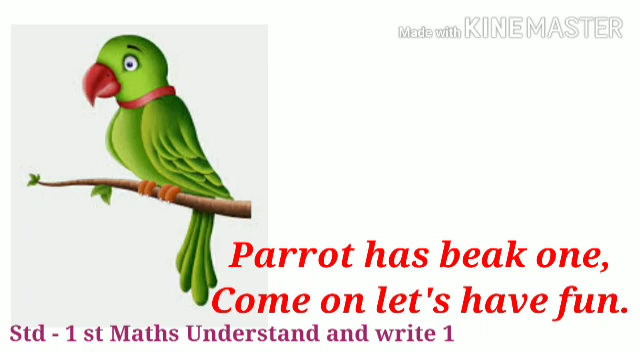 Made with KINEMASTER
Parrot has beak one,
Come on let's have fun.
Std - 1 st Maths Understand and write 1